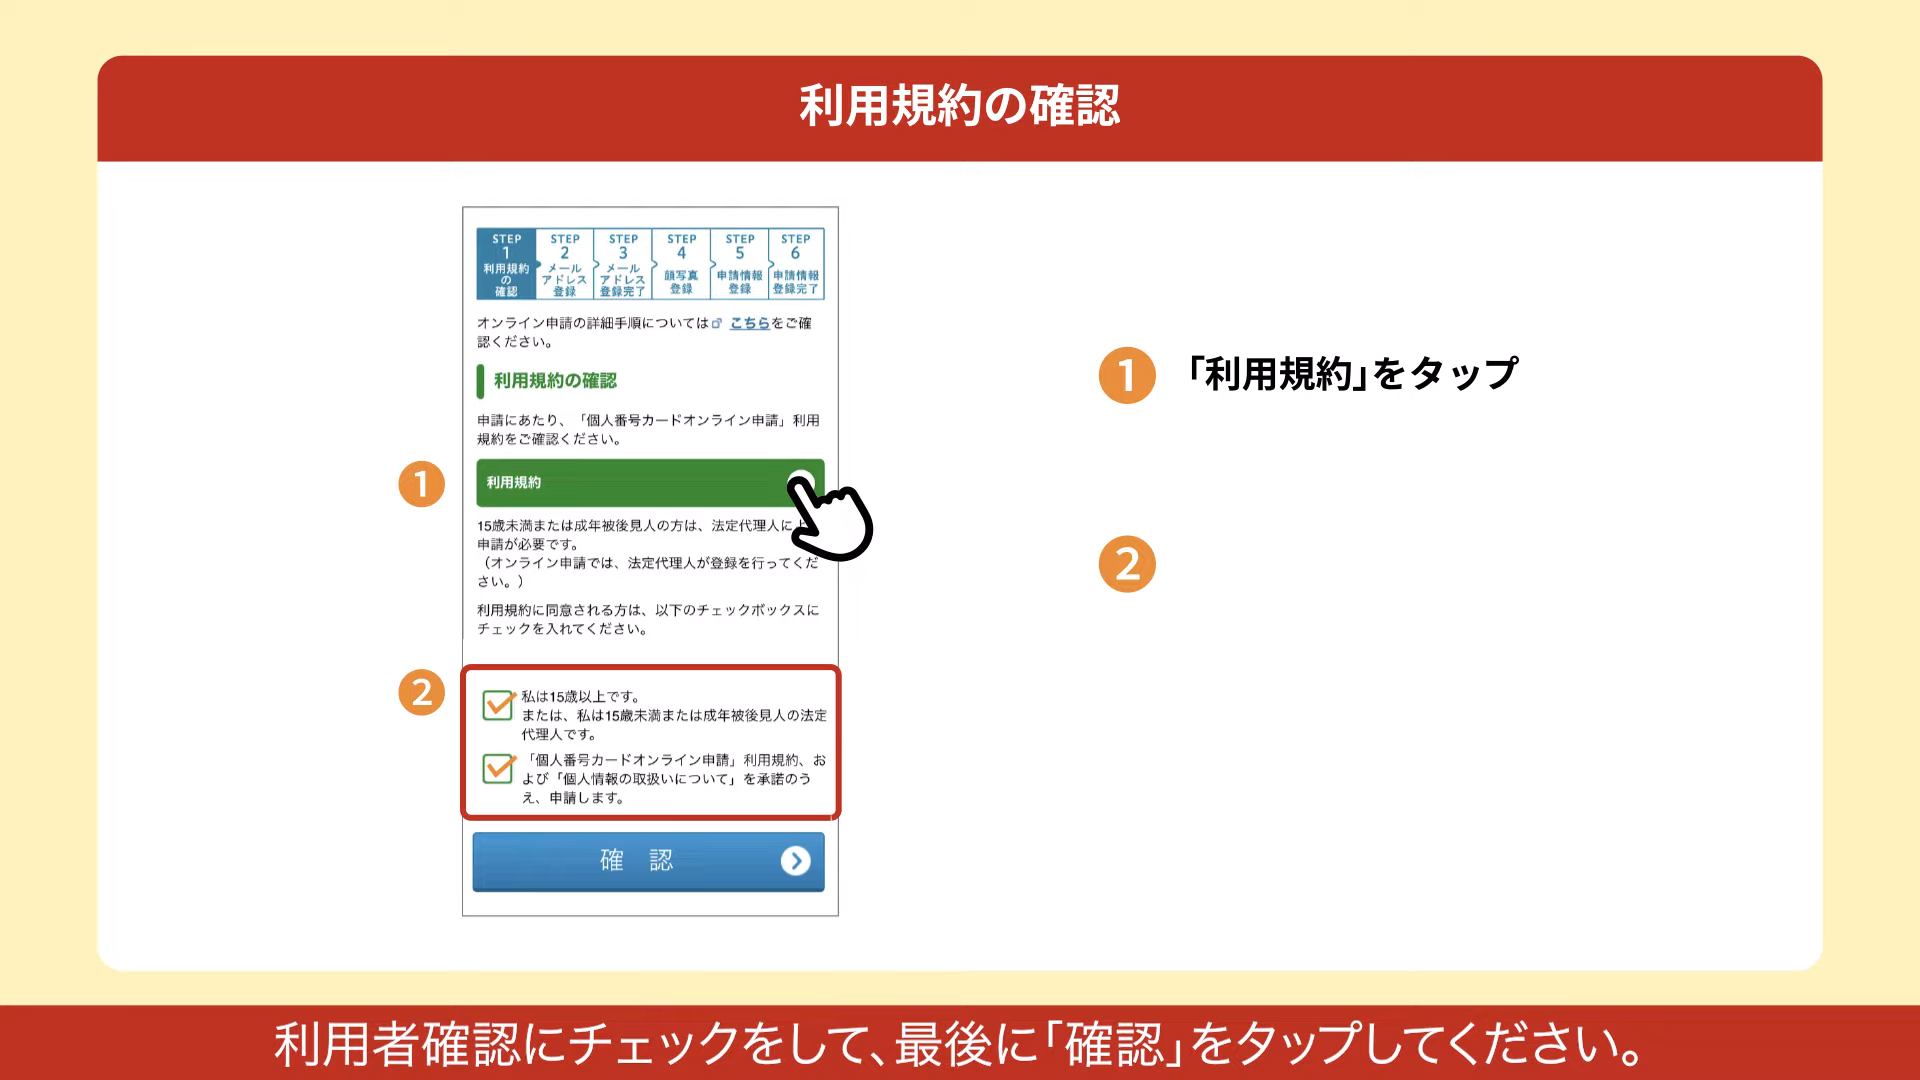 利用規約の確認
STEP
1
利用規約
の
確認
STEP
2
メール
アドレス
登録
STEP
3
メール
アドレス
登録完了
STEP
4
顔写真
登録
STEP
5
申請情報
登録
STEP
6
申請情報
登録完了
オンライン申請の詳細手順については こちらをご確
認ください。
利用規約の確認
申請にあたり、「個人番号カードオンライン申請」利用
規約をご確認ください。
1
利用規約
15歳未満または成年被後見人の方は、法定代理人に
申請が必要です。
（オンライン申請では、法定代理人が登録を行ってくだ
さい。）
利用規約に同意される方は、以下のチェックボックスに
チェックを入れてください。
2
私は15歳以上です。
または、私は15歳未満または成年被後見人の法定
代理人です。
「個人番号カードオンライン申請」利用規約、お
よび「個人情報の取扱いについて」を承諾のう
え、申請します。
確 認
1 「利用規約」をタップ
2
利用者確認にチェックをして、最後に「確認」をタップしてください。